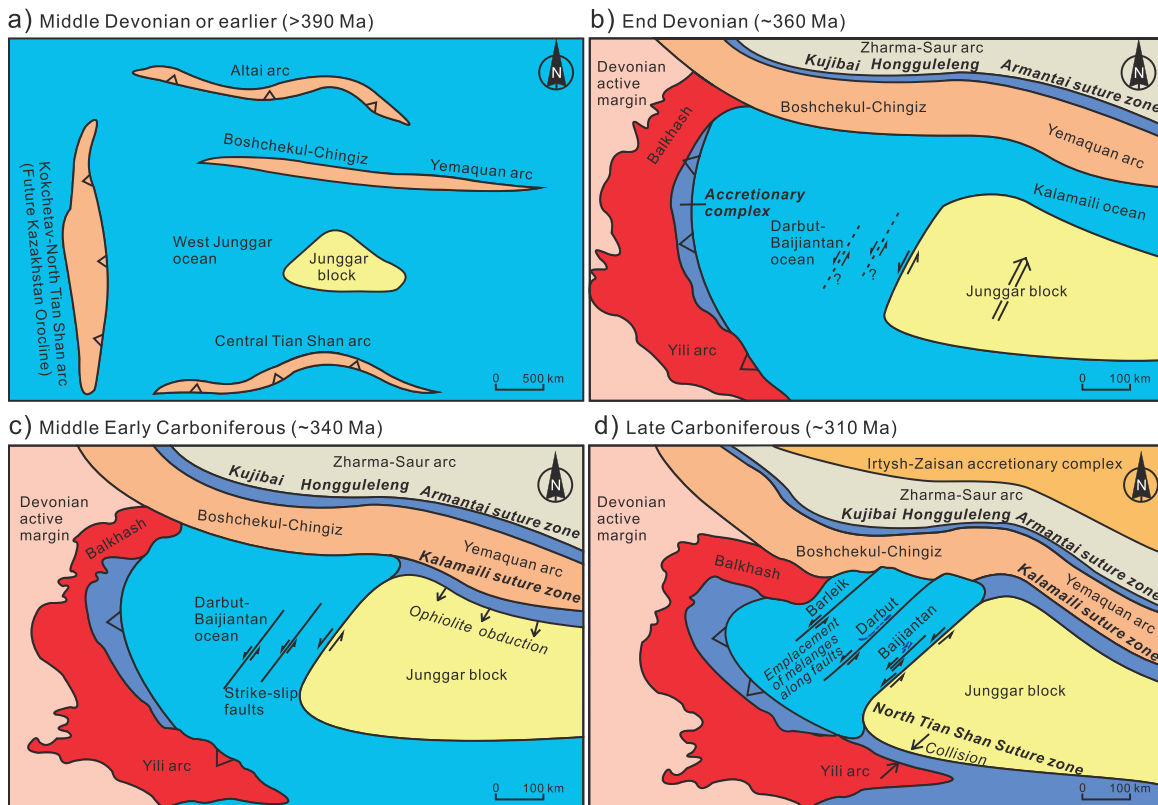 a) Middle Devonian or earlier (>390 Ma)
Altai arc
N
Boshchekul-Chingiz
Yemaquan arc
Kokchetav-North Tian Shan arc
(Future Kazakhstan Orocline)
West Junggar
ocean
Junggar
block
Central Tian Shan arc
0 500 km
b) End Devonian (~360 Ma)
Zharma-Saur arc
Kujibai Hongguleleng Armantai suture zone
N
Devonian
active
margin
Boshchekul-Chingiz
Yemaquan arc
Balkhash
Kalamaili ocean
Accretionary
complex
Darbut-
Baijiantan
ocean
? ?
Junggar block
Yili arc
0 100 km
c) Middle Early Carboniferous (~340 Ma)
Zharma-Saur arc
Kujibai Hongguleleng Armantai suture zone
N
Devonian
active
margin
Boshchekul-Chingiz
Yemaquan arc
Balkhash
Kalamaili suture zone
Darbut-
Baijiantan
ocean
Ophiolite obduction
Junggar block
Strike-slip
faults
Yili arc
0 100 km
d) Late Carboniferous (~310 Ma)
Irtysh-Zaisan accretionary complex
Zharma-Saur arc
Kujibai Hongguleleng Armantai suture zone
N
Devonian
active
margin
Boshchekul-Chingiz
Yemaquan arc
Balkhash
Kalamaili suture zone
Barleik
Darbut
Baijiantan
Emplacement
of mélanges
along faults
Junggar block
North Tian Shan Suture zone
Collision
Yili arc
0 100 km